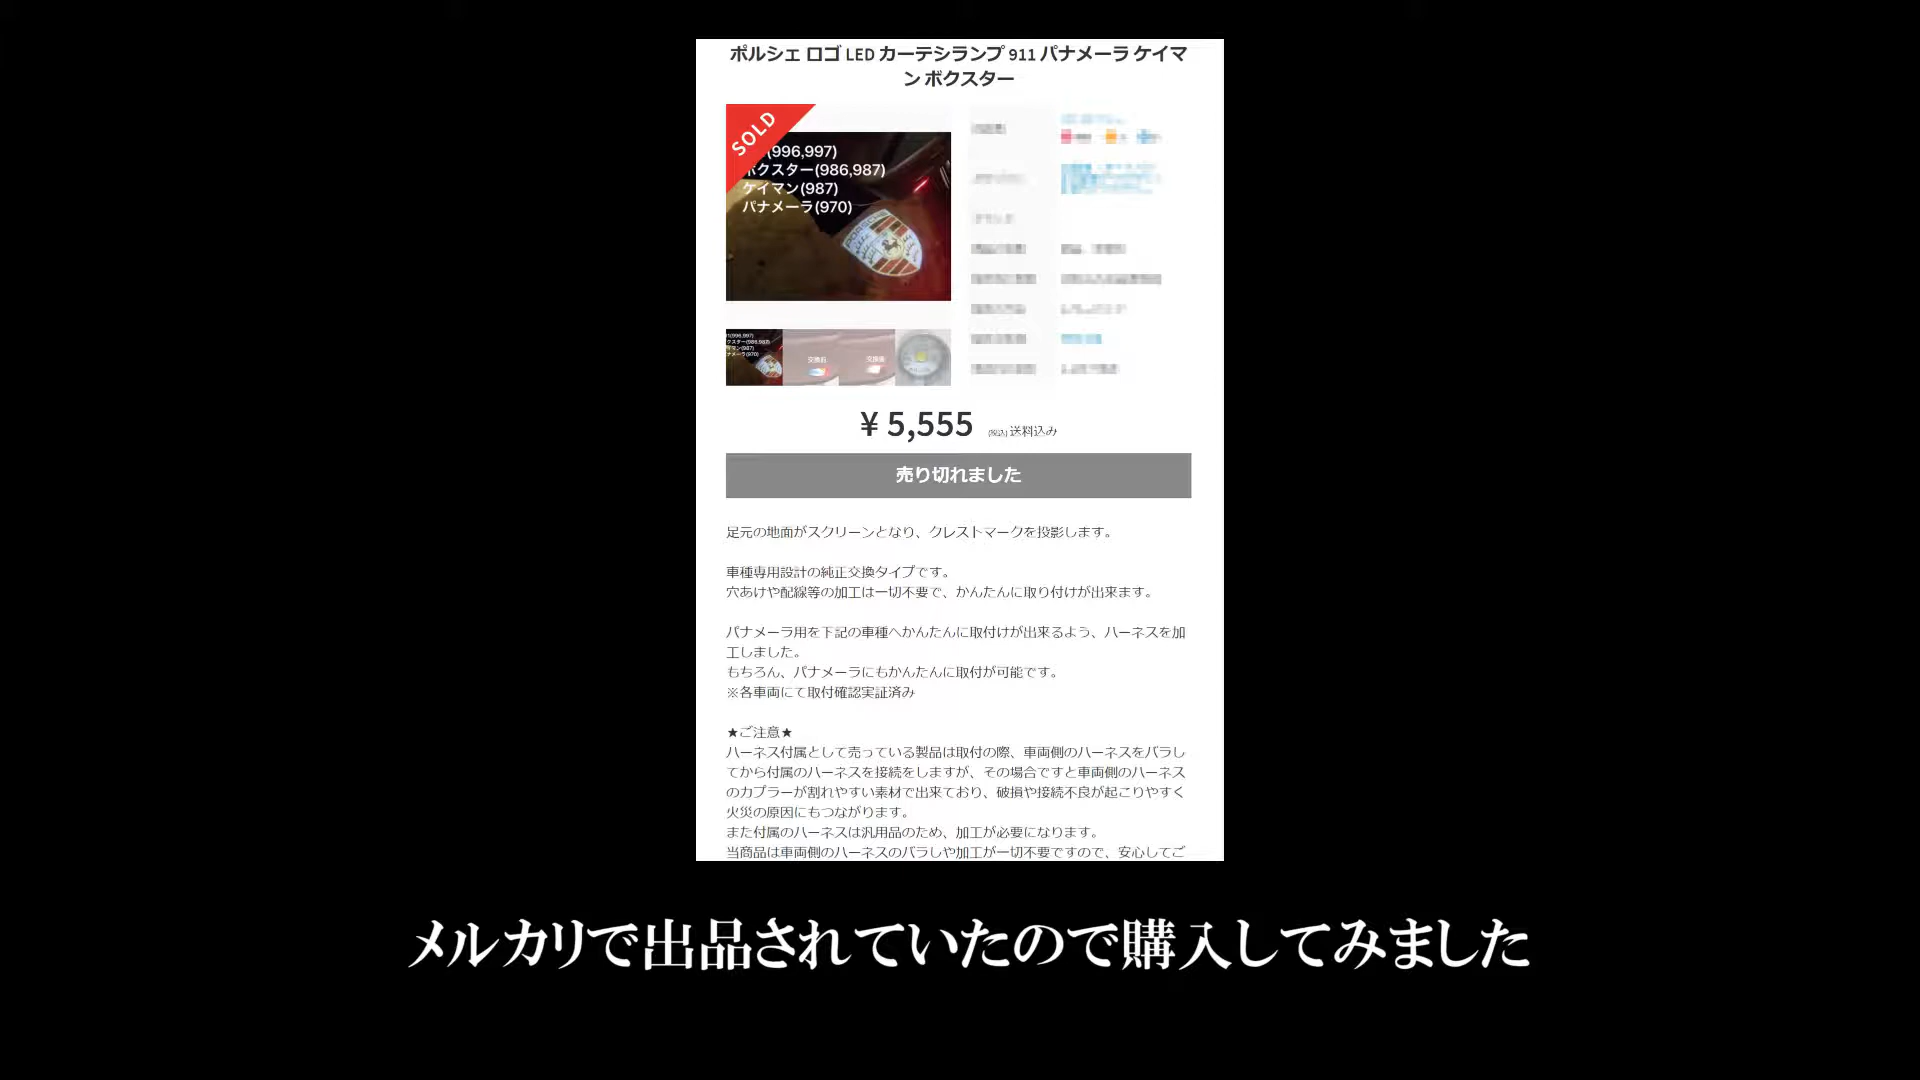 ポルシェ ロゴ LED カーテシランプ 911 パナメーラ ケイマ
ン ボクスター
SOLD
(996,997)
ボクスター(986,987)
ケイマン(987)
パナメーラ(970)
交換前
交換後
¥ 5,555 (税込) 送料込み
売り切れました
足元の地面がスクリーンとなり、クレストマークを投影します。
車種専用設計の純正交換タイプです。
穴あけや配線等の加工は一切不要で、かんたんに取り付けが出来ます。
パナメーラ用を下記の車種へかんたんに取付けが出来るよう、ハーネスを加
工しました。
もちろん、パナメーラにもかんたんに取付が可能です。
※各車両にて取付確認実証済み
★ご注意★
ハーネス付属として売っている製品は取付の際、車両側のハーネスをバラし
てから付属のハーネスを接続をしますが、その場合ですと車両側のハーネス
のカプラーが割れやすい素材で出来ており、破損や接続不良が起こりやすく
火災の原因にもつながります。
また付属のハーネスは汎用品のため、加工が必要になります。
当商品は車両側のハーネスのバラしや加工が一切不要ですので、安心してご
メルカリで出品されていたので購入してみました